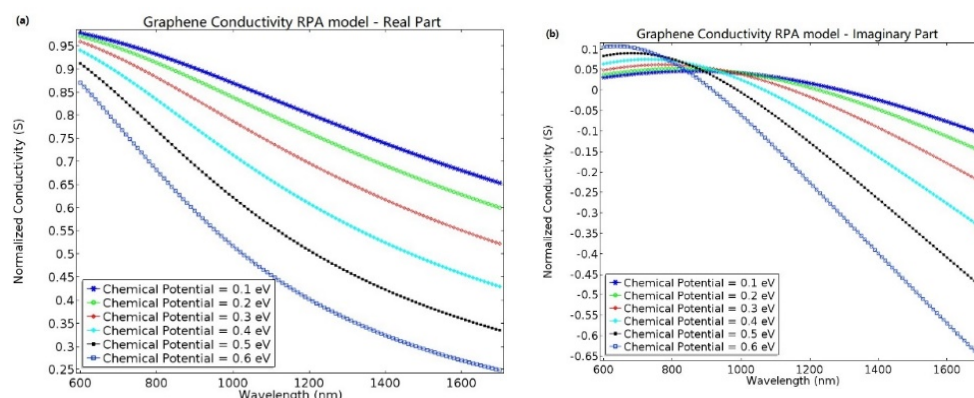 (a)
Graphene Conductivity RPA model - Real Part
Normalized Conductivity (S)
0.95
0.9
0.85
0.8
0.75
0.7
0.65
0.6
0.55
0.5
0.45
0.4
0.35
0.3
0.25
Chemical Potential = 0.1 eV
Chemical Potential = 0.2 eV
Chemical Potential = 0.3 eV
Chemical Potential = 0.4 eV
Chemical Potential = 0.5 eV
Chemical Potential = 0.6 eV
600 800 1000 1200 1400 1600
Wavelength (nm)
(b)
Graphene Conductivity RPA model - Imaginary Part
Normalized Conductivity (S)
0.1
0.05
0
-0.05
-0.1
-0.15
-0.2
-0.25
-0.3
-0.35
-0.4
-0.45
-0.5
-0.55
-0.6
-0.65
Chemical Potential = 0.1 eV
Chemical Potential = 0.2 eV
Chemical Potential = 0.3 eV
Chemical Potential = 0.4 eV
Chemical Potential = 0.5 eV
Chemical Potential = 0.6 eV
600 800 1000 1200 1400 1600
Wavelength (nm)